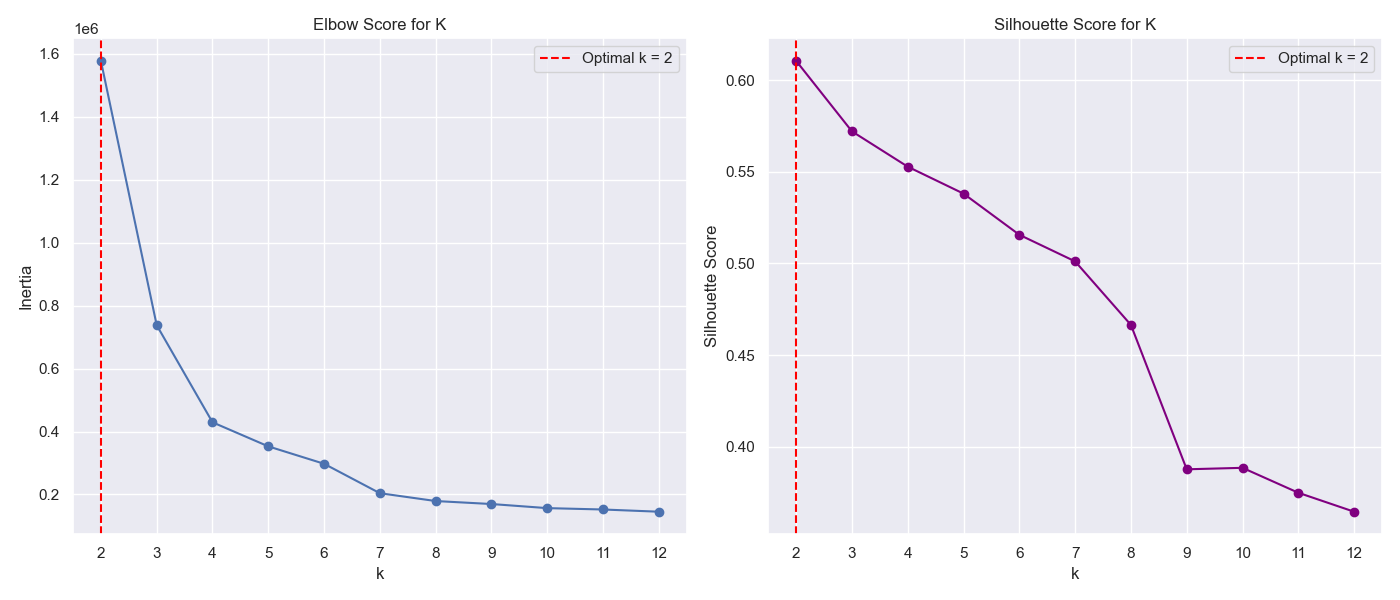 Elbow Score for K
1e6
Optimal k = 2
1.6
1.4
1.2
1.0
0.8
0.6
0.4
0.2
Inertia
2 3 4 5 6 7 8 9 10 11 12
k
Silhouette Score for K
Optimal k = 2
0.60
0.55
0.50
0.45
0.40
Silhouette Score
2 3 4 5 6 7 8 9 10 11 12
k